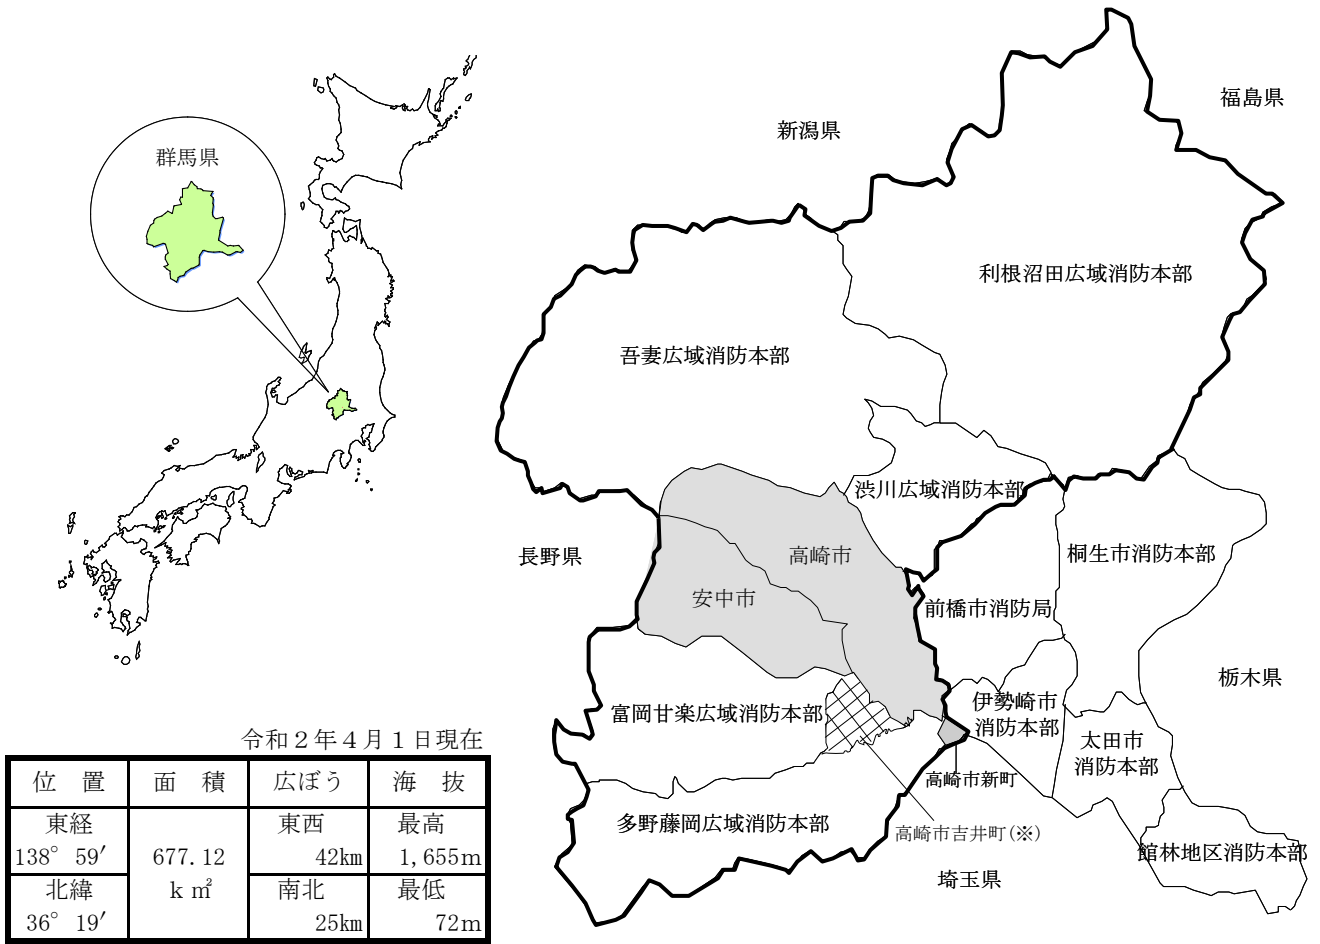 群馬県
新潟県
福島県
利根沼田広域消防本部
吾妻広域消防本部
渋川広域消防本部
長野県
高崎市
桐生市消防本部
安中市
前橋市消防局
栃木県
富岡甘楽広域消防本部
伊勢崎市
消防本部
太田市
消防本部
高崎市新町
多野藤岡広域消防本部
高崎市吉井町(※)
館林地区消防本部
埼玉県
令和2年4月1日現在
位 置 面 積 広ぼう 海 抜
東経 東西 最高
138°59′ 677.12 42㎞ 1,655m
北緯 k㎡ 南北 最低
36°19′ 25㎞ 72m